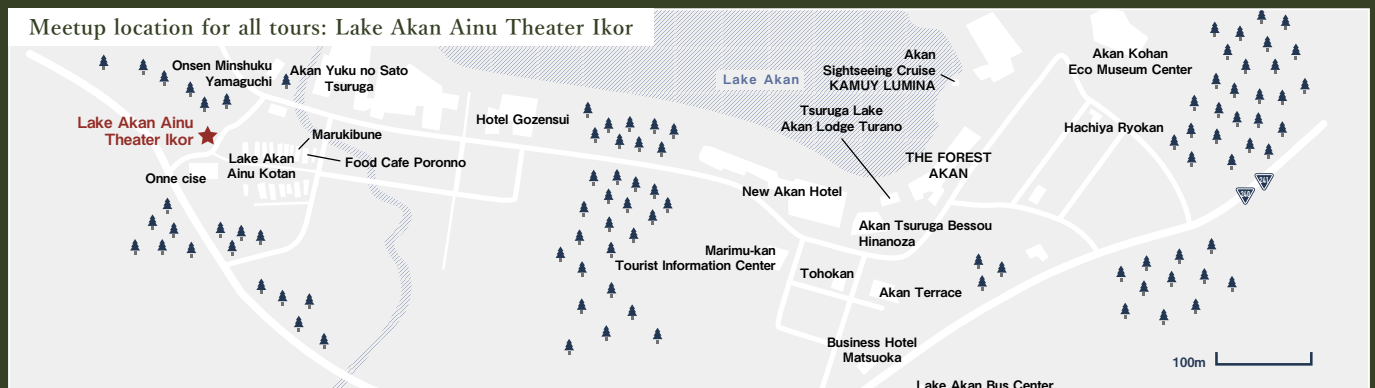 Meetup location for all tours: Lake Akan Ainu Theater Ikor
Onsen Minshuku
Yamaguchi
Akan Yuku no Sato
Tsuruga
Lake Akan Ainu
Theater Ikor
Marukibune
Lake Akan
Ainu Kotan
Food Cafe Poronno
Onne cise
Hotel Gozensui
Lake Akan
Akan
Sightseeing Cruise
KAMUY LUMINA
Tsuruga Lake
Akan Lodge Turano
THE FOREST
AKAN
Akan Kohan
Eco Museum Center
Hachiya Ryokan
New Akan Hotel
Akan Tsuruga Bessou
Hinanoza
Marimu-kan
Tourist Information Center
Tohokan
Akan Terrace
Business Hotel
Matsuoka
Lake Akan Bus Center
240
241
100m